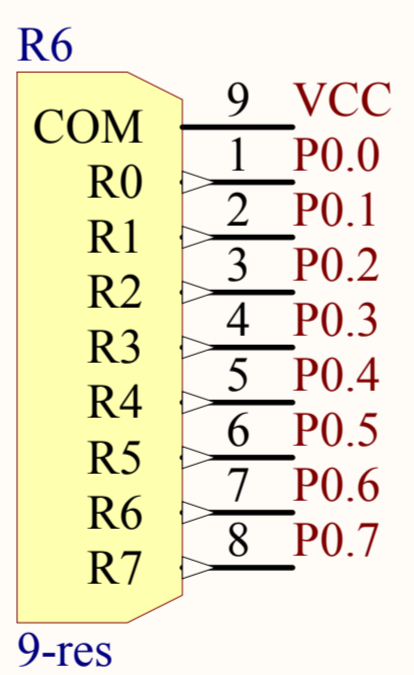 R6
COM 9 VCC
R0 1 P0.0
R1 2 P0.1
R2 3 P0.2
R3 4 P0.3
R4 5 P0.4
R5 6 P0.5
R6 7 P0.6
R7 8 P0.7
9-res